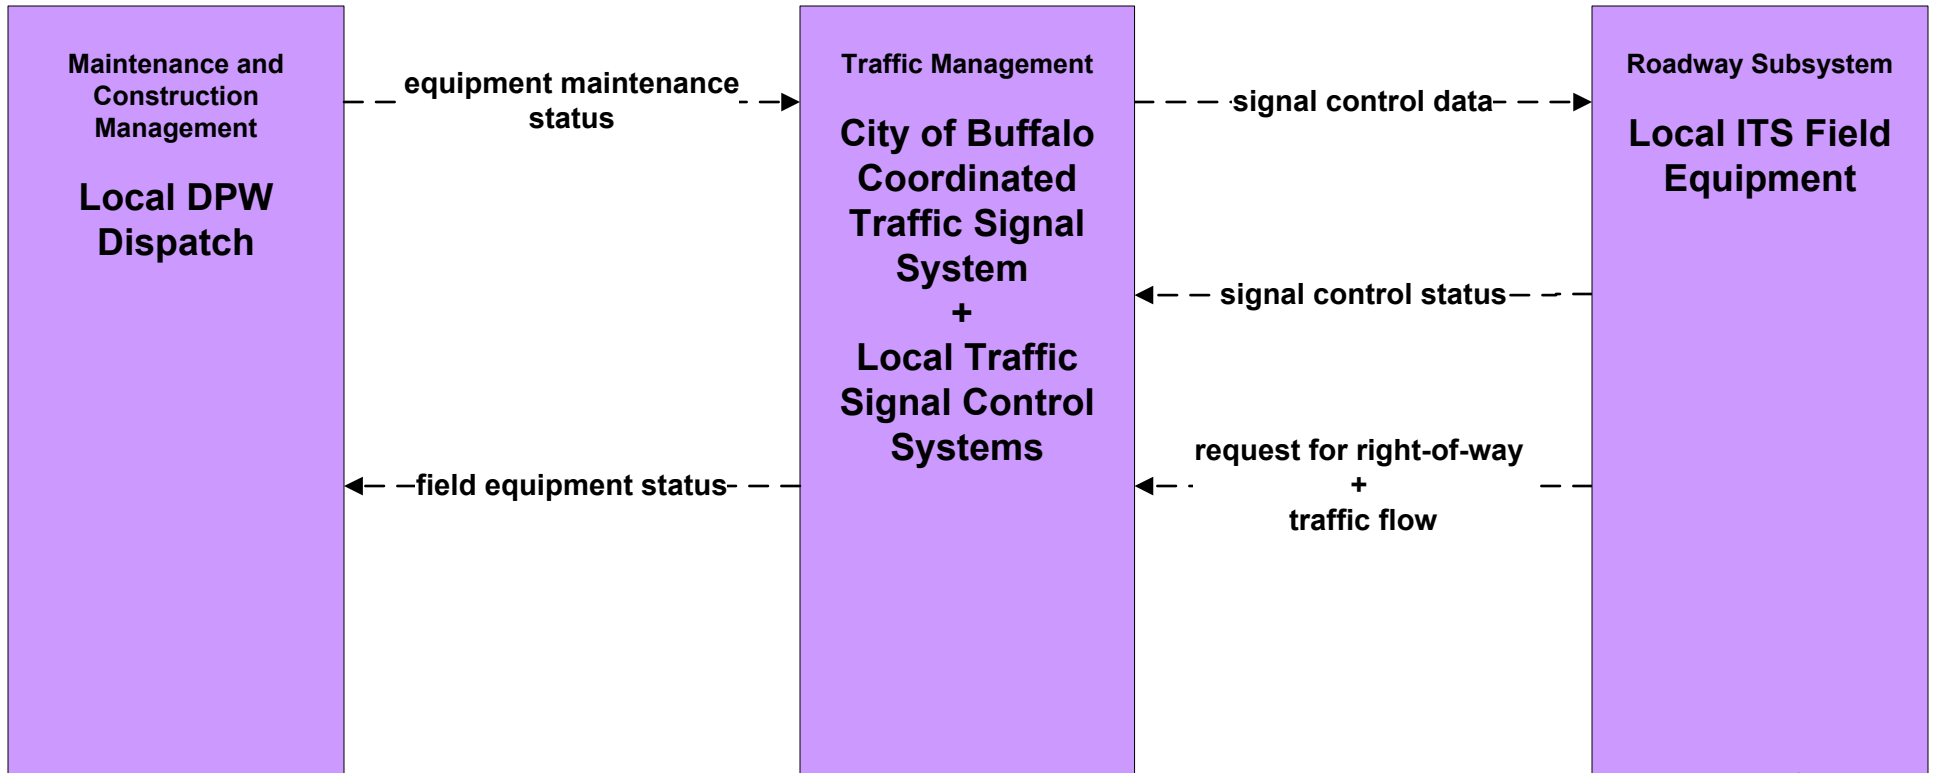 Maintenance and
Construction
Management
Local DPW
Dispatch
equipment maintenance
status
field equipment status
Traffic Management
City of Buffalo
Coordinated
Traffic Signal
System
+
Local Traffic
Signal Control
Systems
signal control data
signal control status
request for right-of-way
+
traffic flow
Roadway Subsystem
Local ITS Field
Equipment